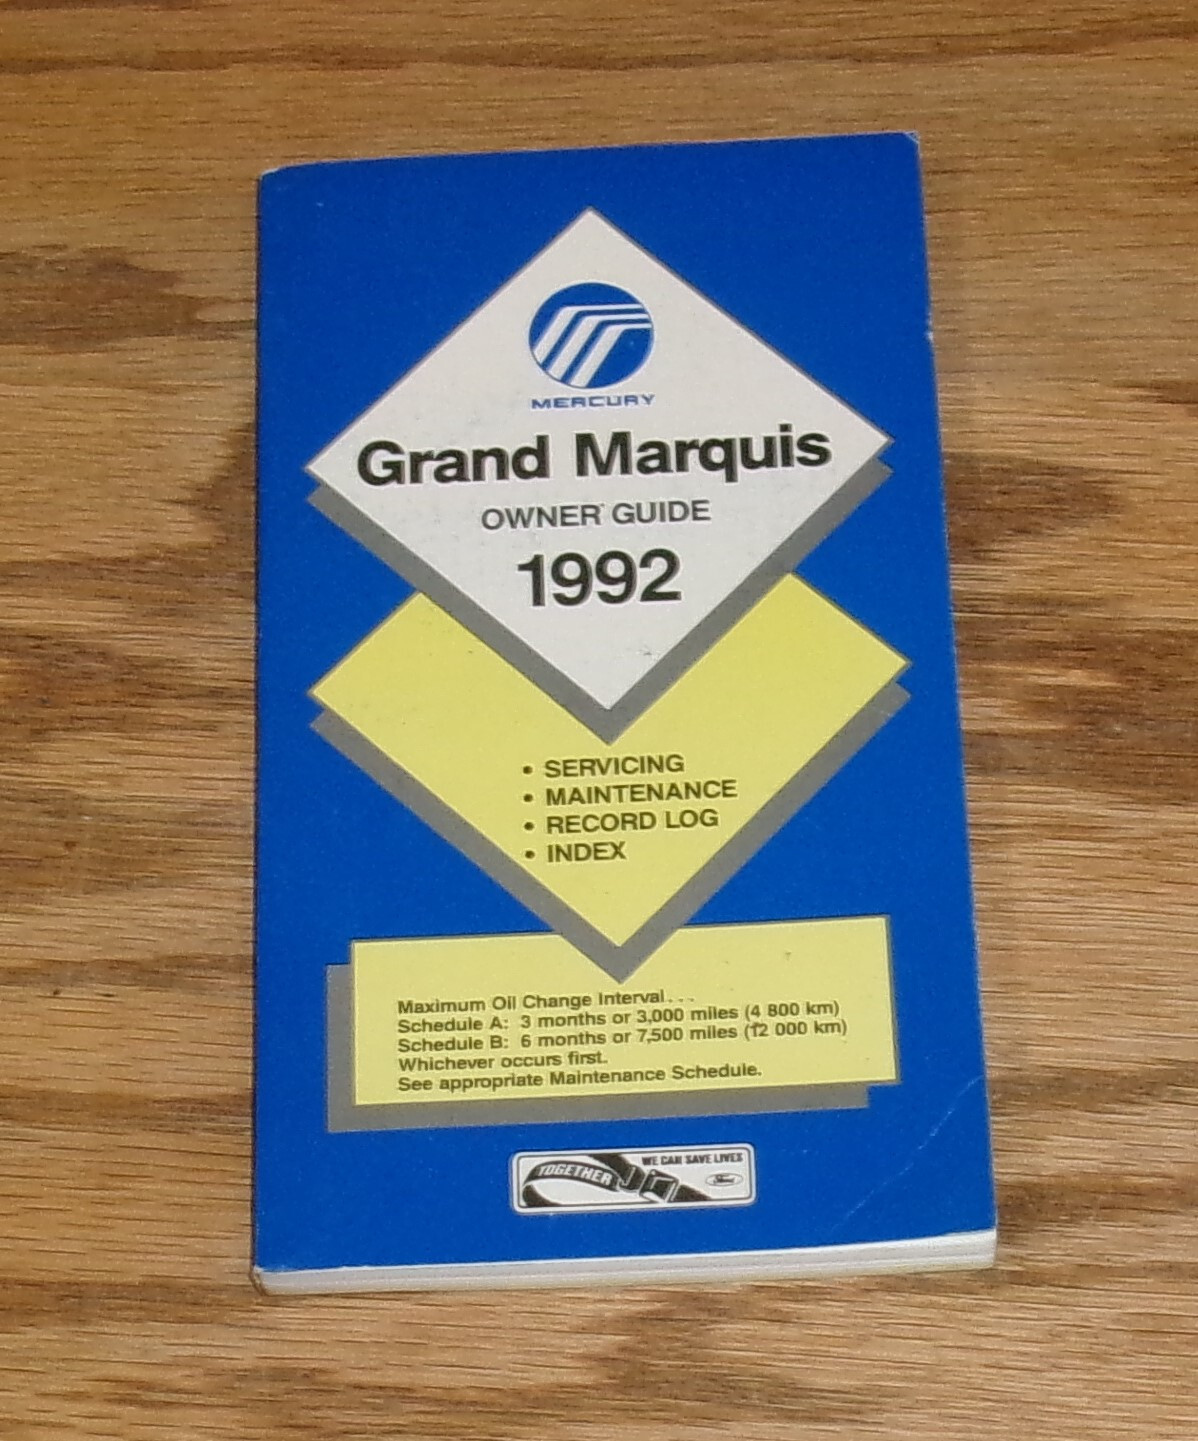 MERCURY
Grand Marquis
OWNER GUIDE
1992
• SERVICING
• MAINTENANCE
• RECORD LOG
• INDEX
Maximum Oil Change Interval...
Schedule A: 3 months or 3,000 miles (4 800 km)
Schedule B: 6 months or 7,500 miles (12 000 km)
Whichever occurs first.
See appropriate Maintenance Schedule.
TOGETHER
WE CAN SAVE LIVES
Ford